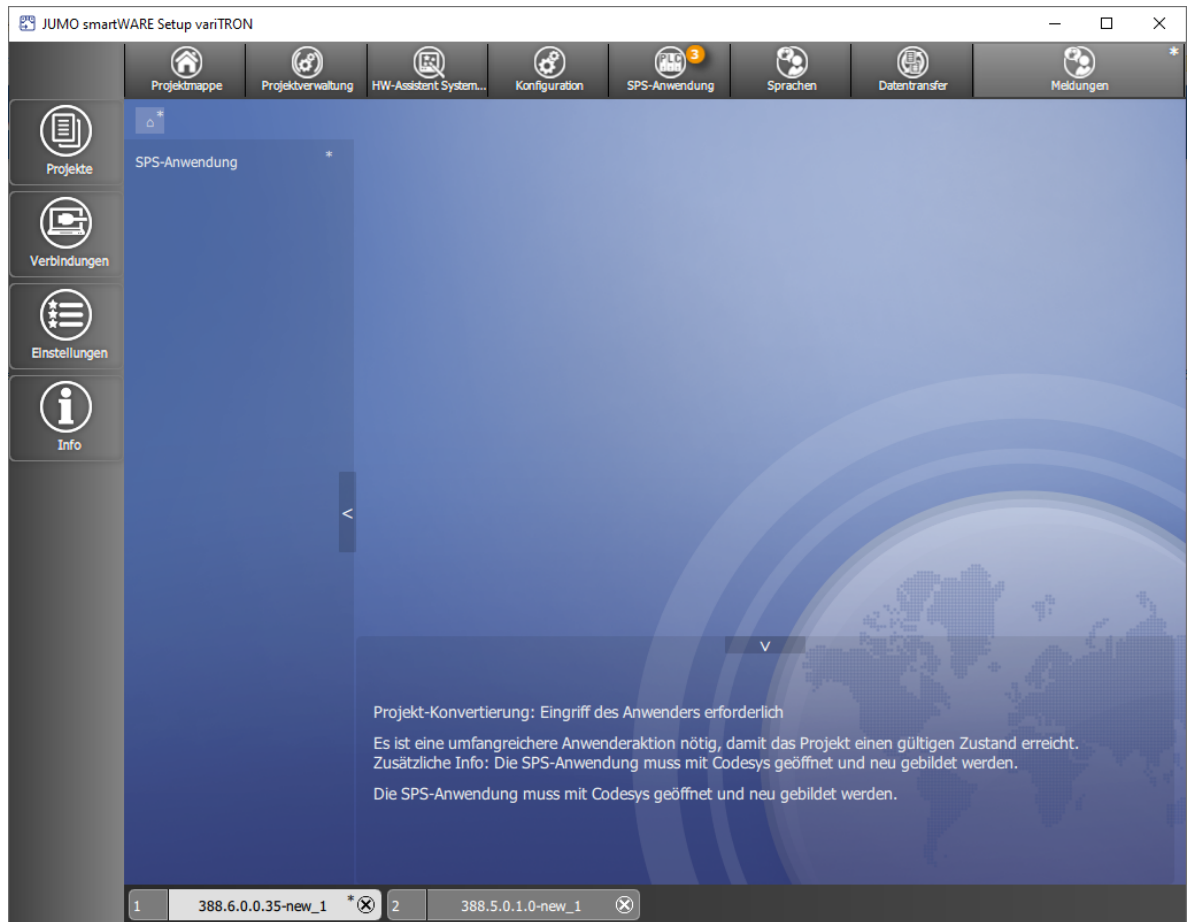 JUMO smartWARE Setup variTRON
Projektmappe
Projektverwaltung
HW-Assistent System...
Konfiguration
PLC 3
SPS-Anwendung
Sprachen
Datentransfer
*
Meldungen
Projekte
Verbindungen
Einstellungen
Info
*
SPS-Anwendung *
<
v
Projekt-Konvertierung: Eingriff des Anwenders erforderlich
Es ist eine umfangreichere Anwenderaktion nötig, damit das Projekt einen gültigen Zustand erreicht.
Zusätzliche Info: Die SPS-Anwendung muss mit Codesys geöffnet und neu gebildet werden.
Die SPS-Anwendung muss mit Codesys geöffnet und neu gebildet werden.
1 388.6.0.0.35-new_1 * 2 388.5.0.1.0-new_1